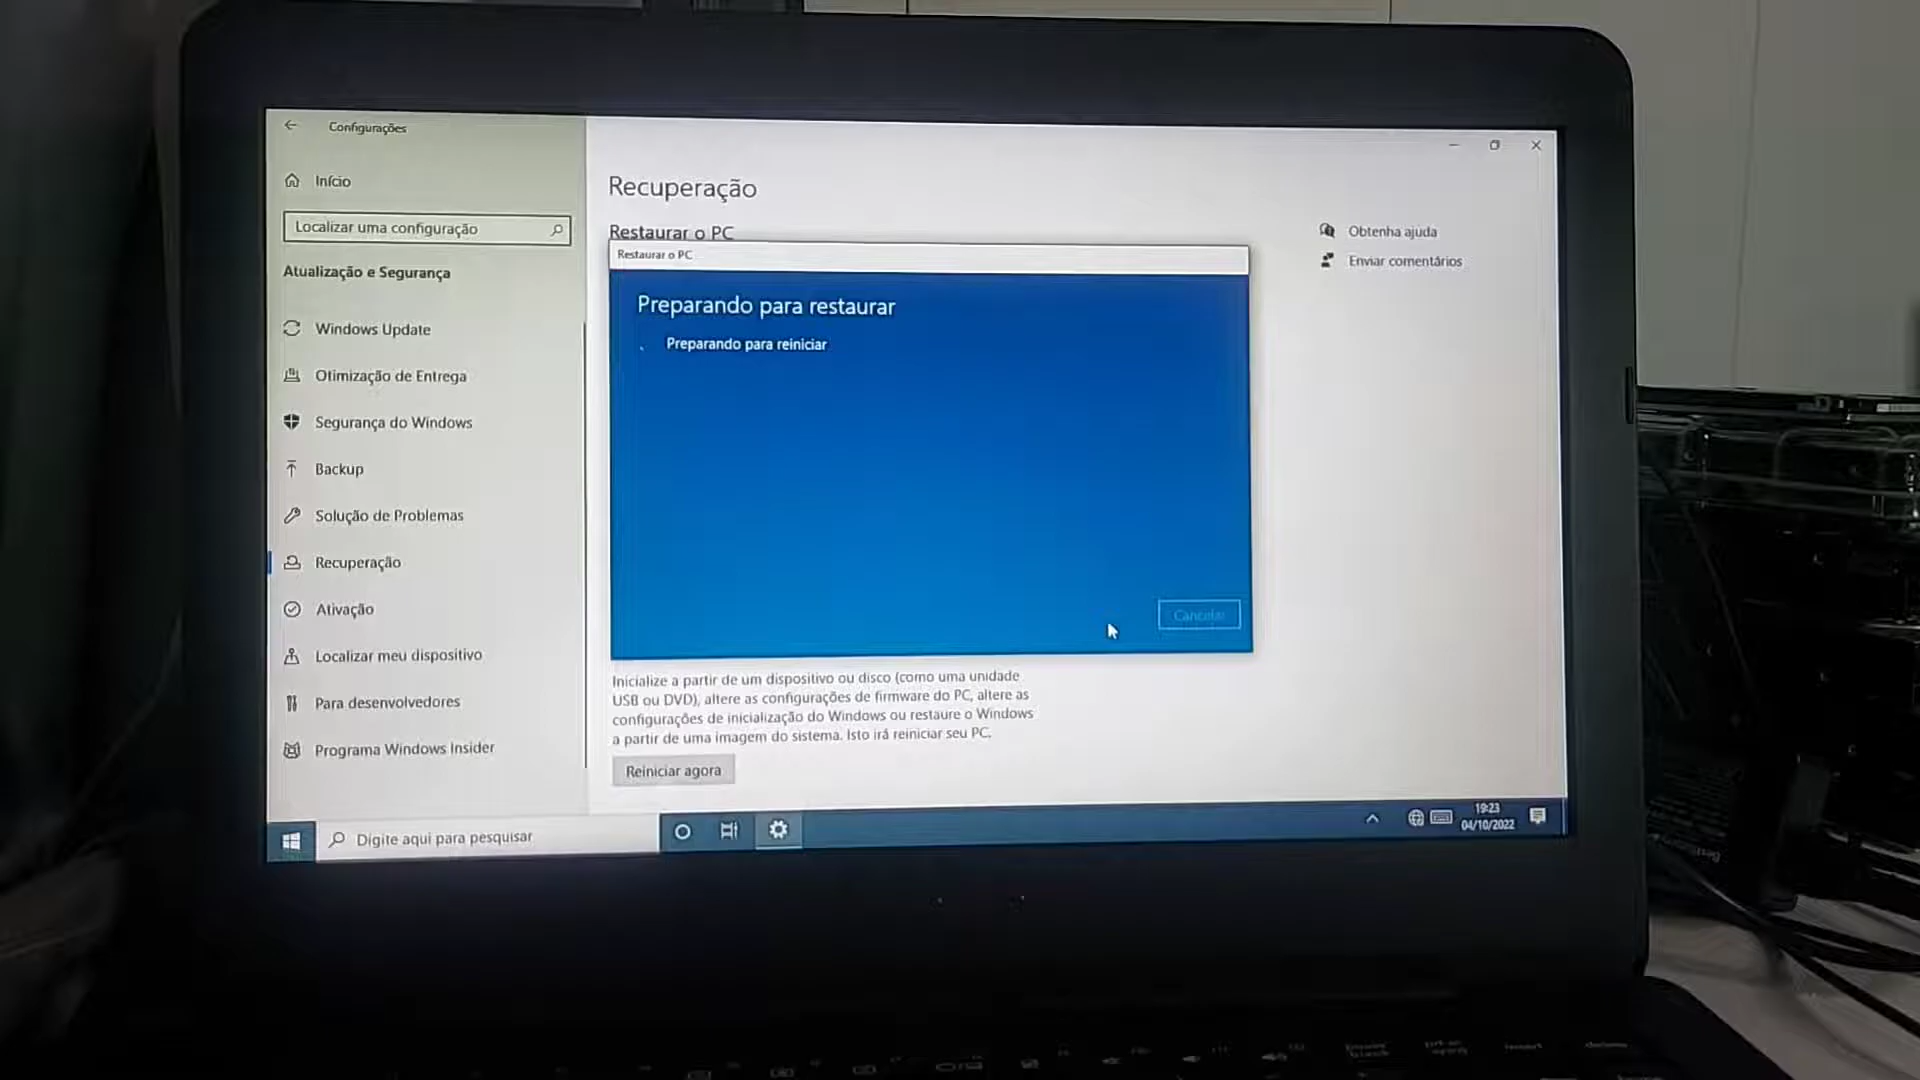 Configurações
Início
Localizar uma configuração
Atualização e Segurança
Windows Update
Otimização de Entrega
Segurança do Windows
Backup
Solução de Problemas
Recuperação
Ativação
Localizar meu dispositivo
Para desenvolvedores
Programa Windows Insider
Recuperação
Restaurar o PC
Restaurar o PC
Preparando para restaurar
Preparando para reiniciar
Cancelar
Inicialize a partir de um dispositivo ou disco (como uma unidade
USB ou DVD), altere as configurações de firmware do PC, altere as
configurações de inicialização do Windows ou restaure o Windows
a partir de uma imagem do sistema. Isto irá reiniciar seu PC.
Reiniciar agora
Obtenha ajuda
Enviar comentários
Digite aqui para pesquisar
19:23
04/10/2022